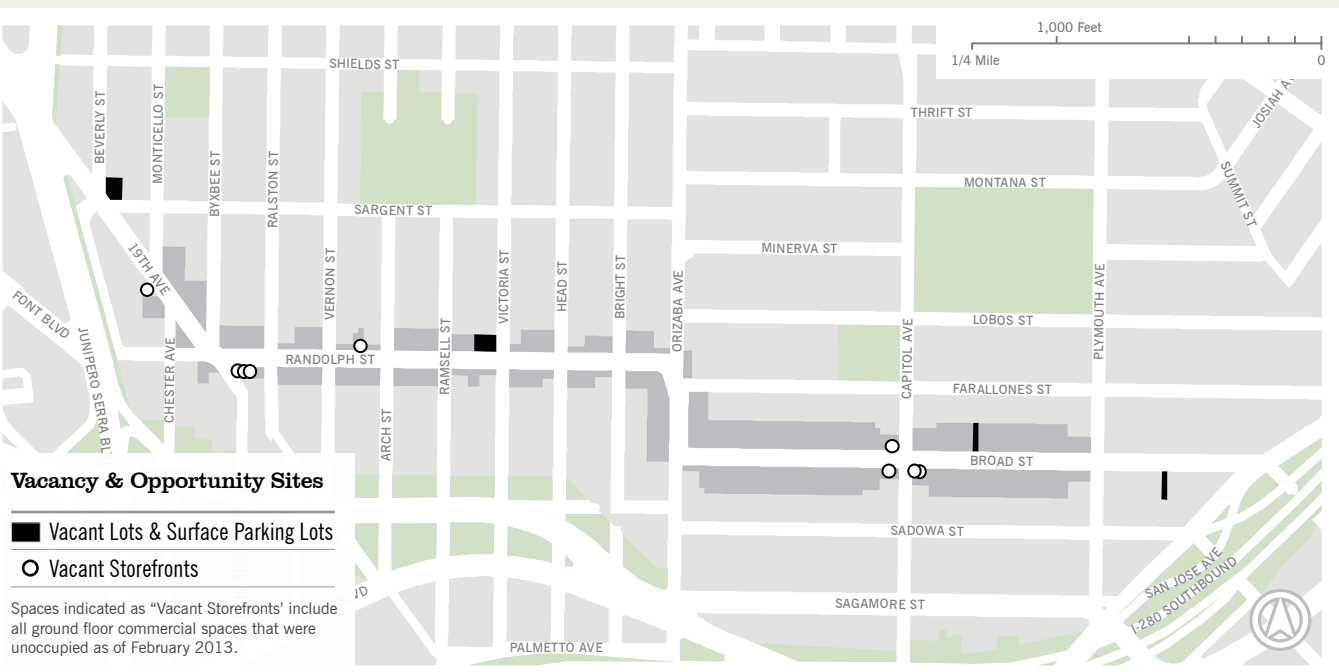 1,000 Feet
1/4 Mile
0
SHIELDS ST
BEVERLY ST
MONTICELLO ST
BYXBEE ST
RALSTON ST
THRIFT ST
JOSIAH AV
SUMMIT ST
MONTANA ST
SARGENT ST
MINERVA ST
19TH AVE
VERNON ST
VICTORIA ST
HEAD ST
BRIGHT ST
ORIZABA AVE
FONT BLVD
JUNIPERO SERRA BL
CHESTER AVE
RANDOLPH ST
ARCH ST
RAMSELL ST
LOBOS ST
CAPITOL AVE
PLYMOUTH AVE
FARALLONES ST
BROAD ST
SADOWA ST
SAGAMORE ST
SAN JOSE AVE
I-280 SOUTHBOUND
PALMETTO AVE
VD
Vacancy & Opportunity Sites
Vacant Lots & Surface Parking Lots
Vacant Storefronts
Spaces indicated as “Vacant Storefronts’ include
all ground floor commercial spaces that were
unoccupied as of February 2013.